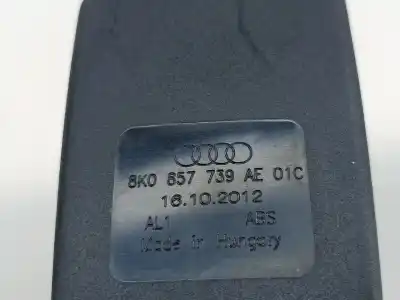 8K0 857 739 AE 01C
16.10.2012
AL1 ABS
Made in Hungary